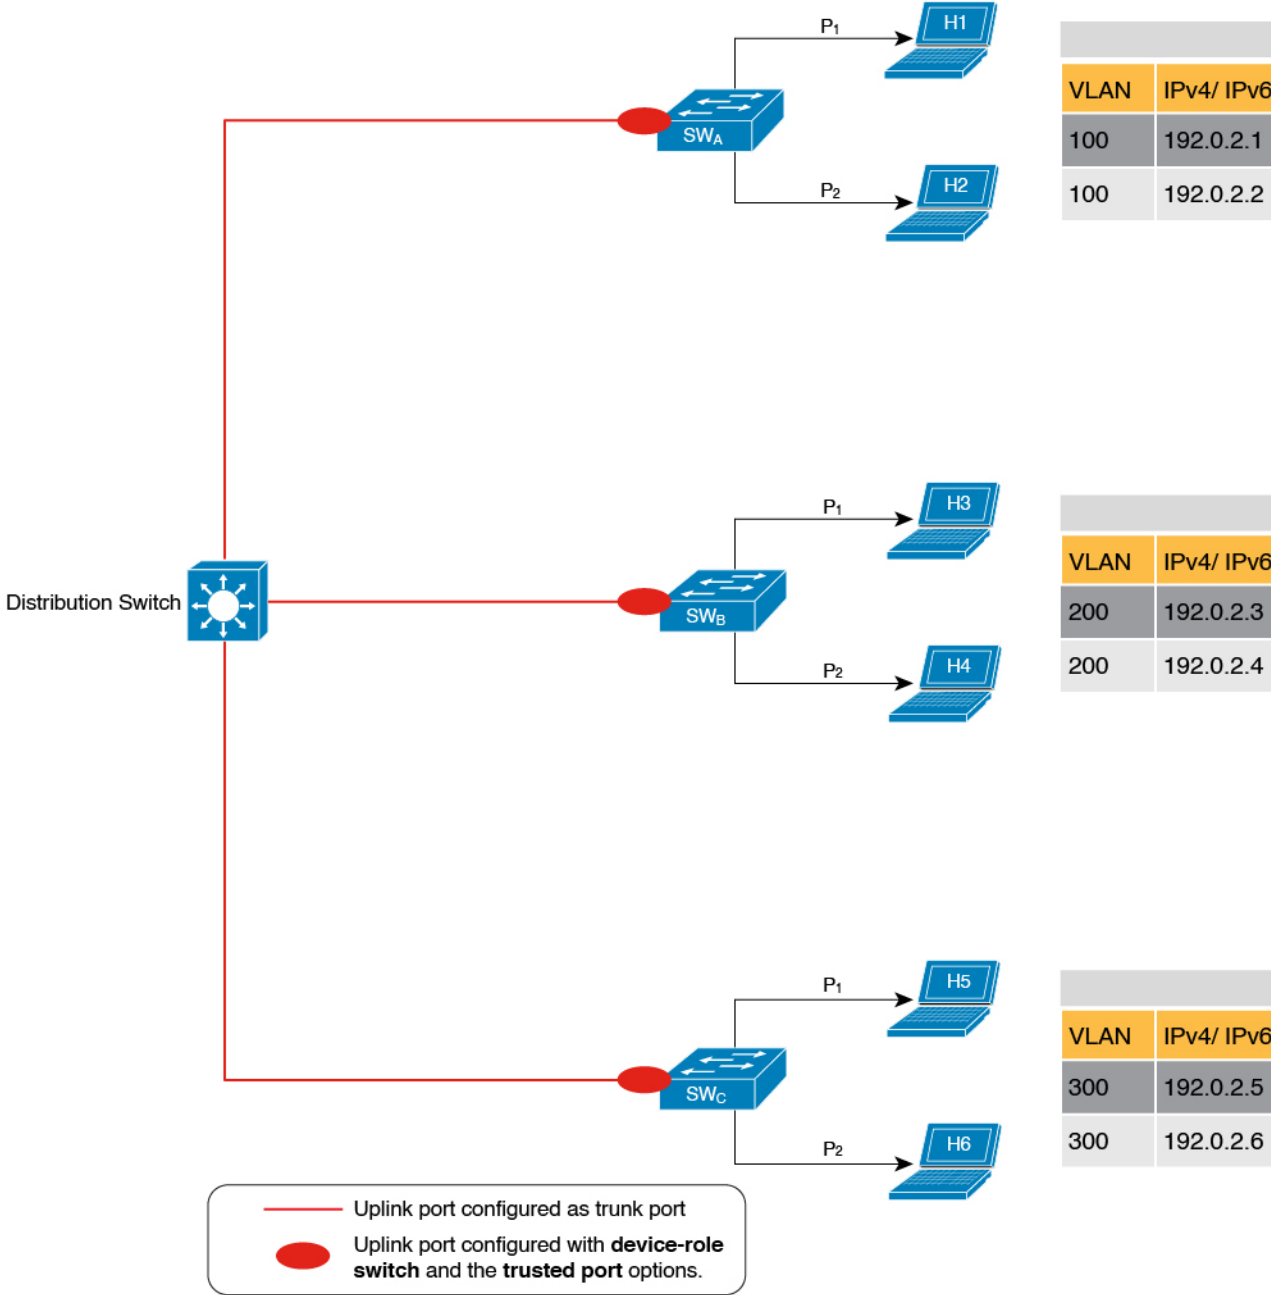 P1
H1
SWA
P2
H2
VLAN IPv4/ IPv6
100 192.0.2.1
100 192.0.2.2
Distribution Switch
P1
H3
SWB
P2
H4
VLAN IPv4/ IPv6
200 192.0.2.3
200 192.0.2.4
P1
H5
SWC
P2
H6
VLAN IPv4/ IPv6
300 192.0.2.5
300 192.0.2.6
Uplink port configured as trunk port
Uplink port configured with device-role
switch and the trusted port options.